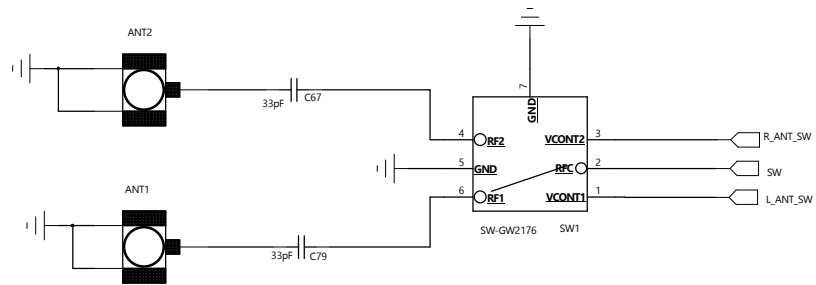 ANT2
33pF
C67
7
GND
4
RF2
VCONT2
3
R_ANT_SW
5
GND
RFC
2
SW
6
RF1
VCONT1
1
L_ANT_SW
SW-GW2176
SW1
ANT1
33pF
C79